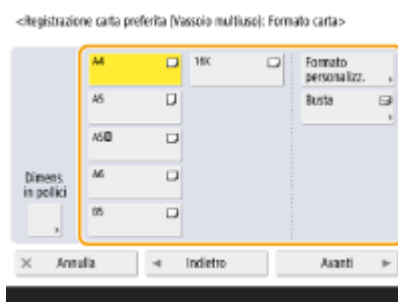 <Registrazione carta preferita (Vassoio multiuso): Formato carta>
A4
16K
Formato
personalizz.
A5
Busta
A5R
A6
Dimens.
in pollici
B5
Annulla
Indietro
Avanti